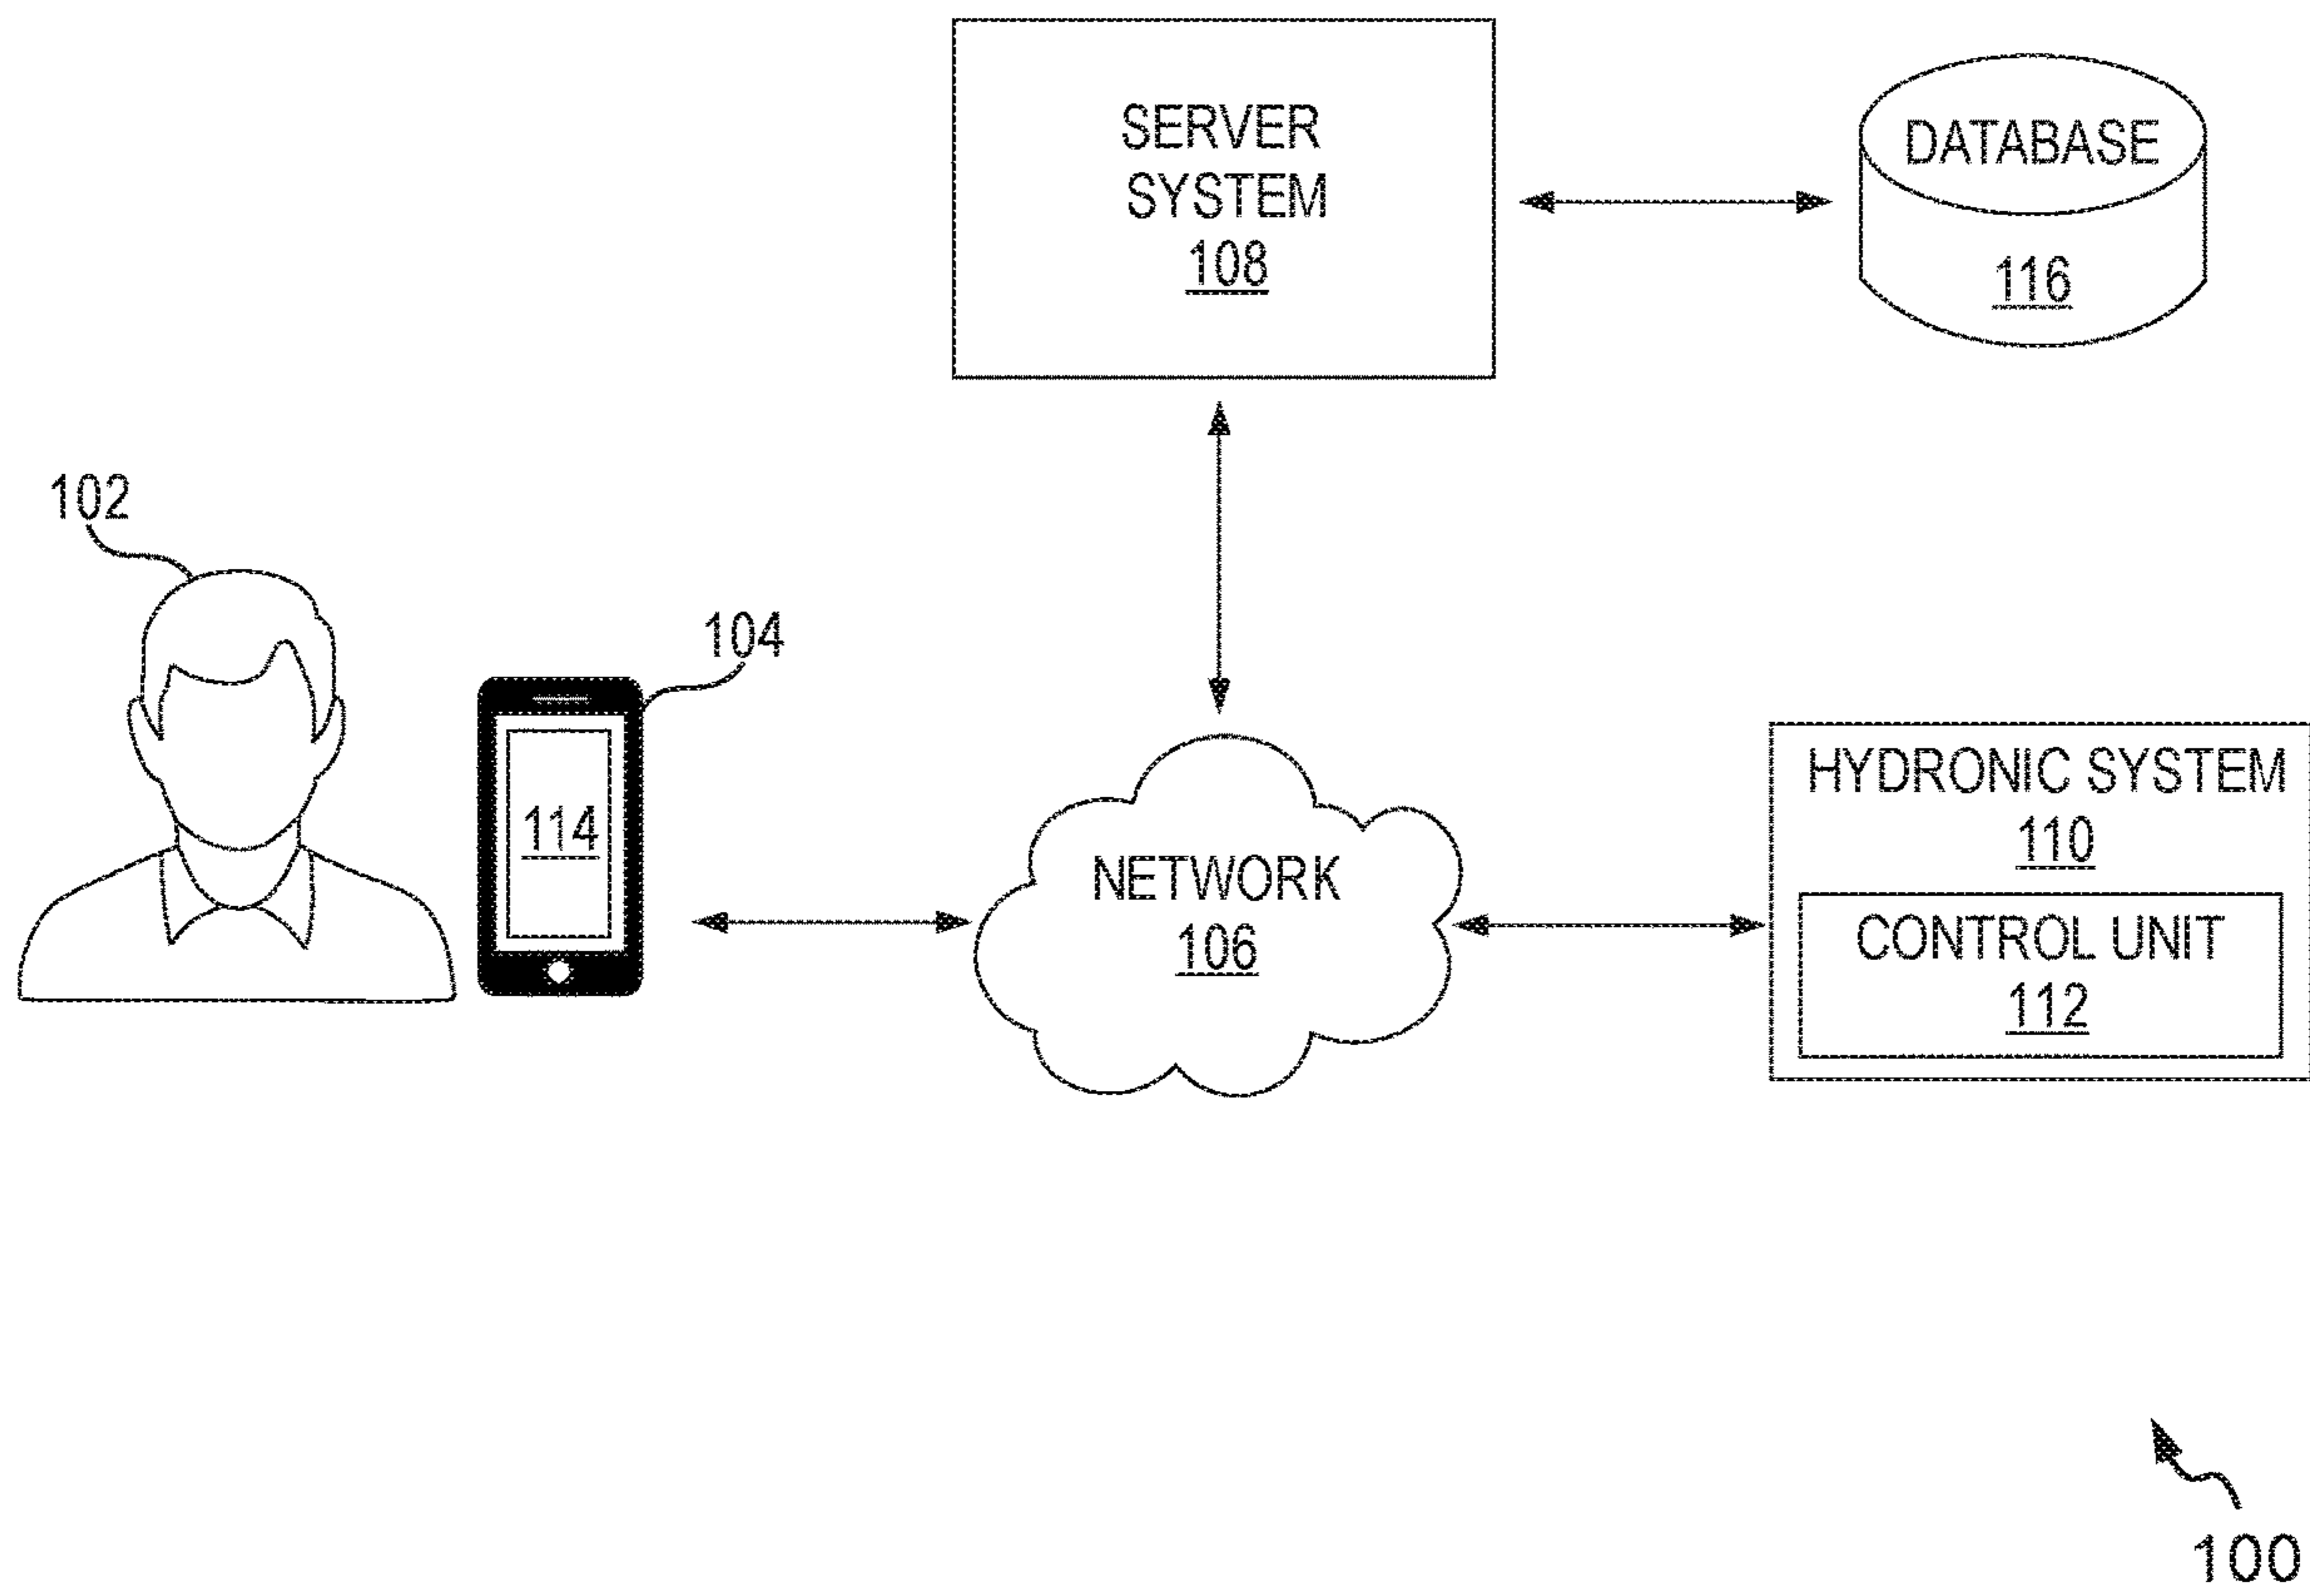 SERVER
SYSTEM
108
DATABASE
116
102
104
114
NETWORK
106
HYDRONIC SYSTEM
110
CONTROL UNIT
112
100